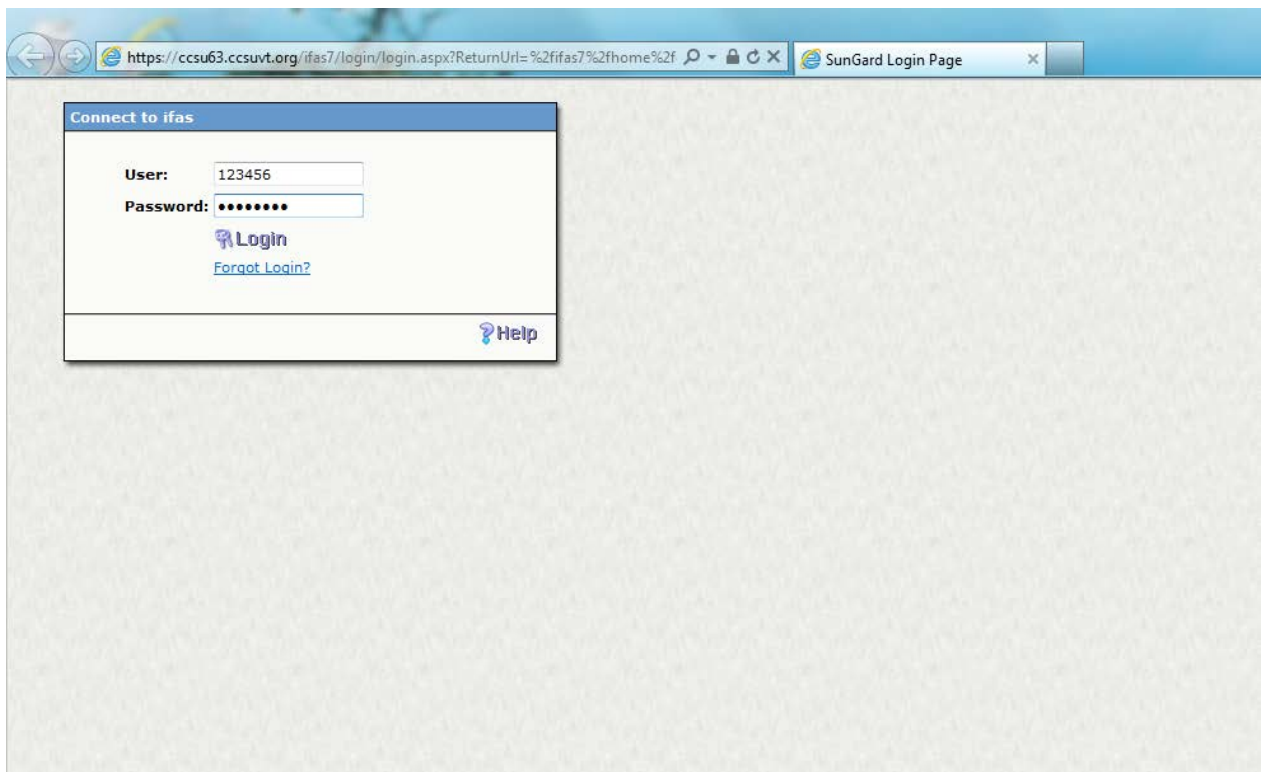 https://ccsu63.ccsuvt.org/ifas7/login/login.aspx?ReturnUrl=%2fifas7%2fhome%2f
SunGard Login Page
Connect to ifas
User: 123456
Password: ••••••••
Login
Forgot Login?
Help